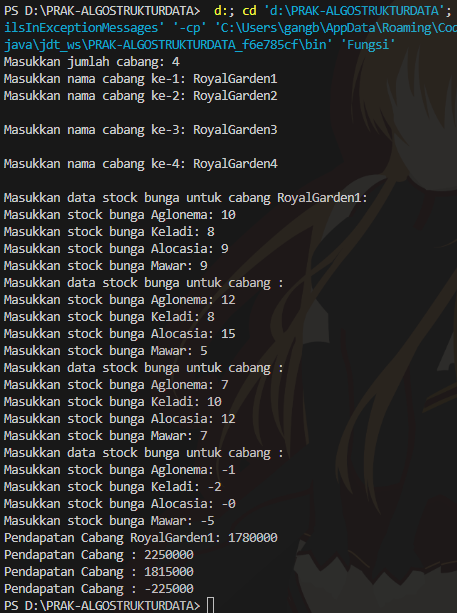 PS D:\PRAK-ALGOSTRUKTURDATA>  d:; cd 'd:\PRAK-ALGOSTRUKTURDATA';
ilsInExceptionMessages' '-cp' 'C:\Users\gangb\AppData\Roaming\Cod
java\jdt_ws\PRAK-ALGOSTRUKTURDATA_f6e785cf\bin' 'Fungsi'
Masukkan jumlah cabang: 4
Masukkan nama cabang ke-1: RoyalGarden1
Masukkan nama cabang ke-2: RoyalGarden2
Masukkan nama cabang ke-3: RoyalGarden3
Masukkan nama cabang ke-4: RoyalGarden4
Masukkan data stock bunga untuk cabang RoyalGarden1:
Masukkan stock bunga Aglonema: 10
Masukkan stock bunga Keladi: 8
Masukkan stock bunga Alocasia: 9
Masukkan stock bunga Mawar: 9
Masukkan data stock bunga untuk cabang :
Masukkan stock bunga Aglonema: 12
Masukkan stock bunga Keladi: 8
Masukkan stock bunga Alocasia: 15
Masukkan stock bunga Mawar: 5
Masukkan data stock bunga untuk cabang :
Masukkan stock bunga Aglonema: 7
Masukkan stock bunga Keladi: 10
Masukkan stock bunga Alocasia: 12
Masukkan stock bunga Mawar: 7
Masukkan data stock bunga untuk cabang :
Masukkan stock bunga Aglonema: -1
Masukkan stock bunga Keladi: -2
Masukkan stock bunga Alocasia: -0
Masukkan stock bunga Mawar: -5
Pendapatan Cabang RoyalGarden1: 1780000
Pendapatan Cabang : 2250000
Pendapatan Cabang : 1815000
Pendapatan Cabang : -225000
PS D:\PRAK-ALGOSTRUKTURDATA>